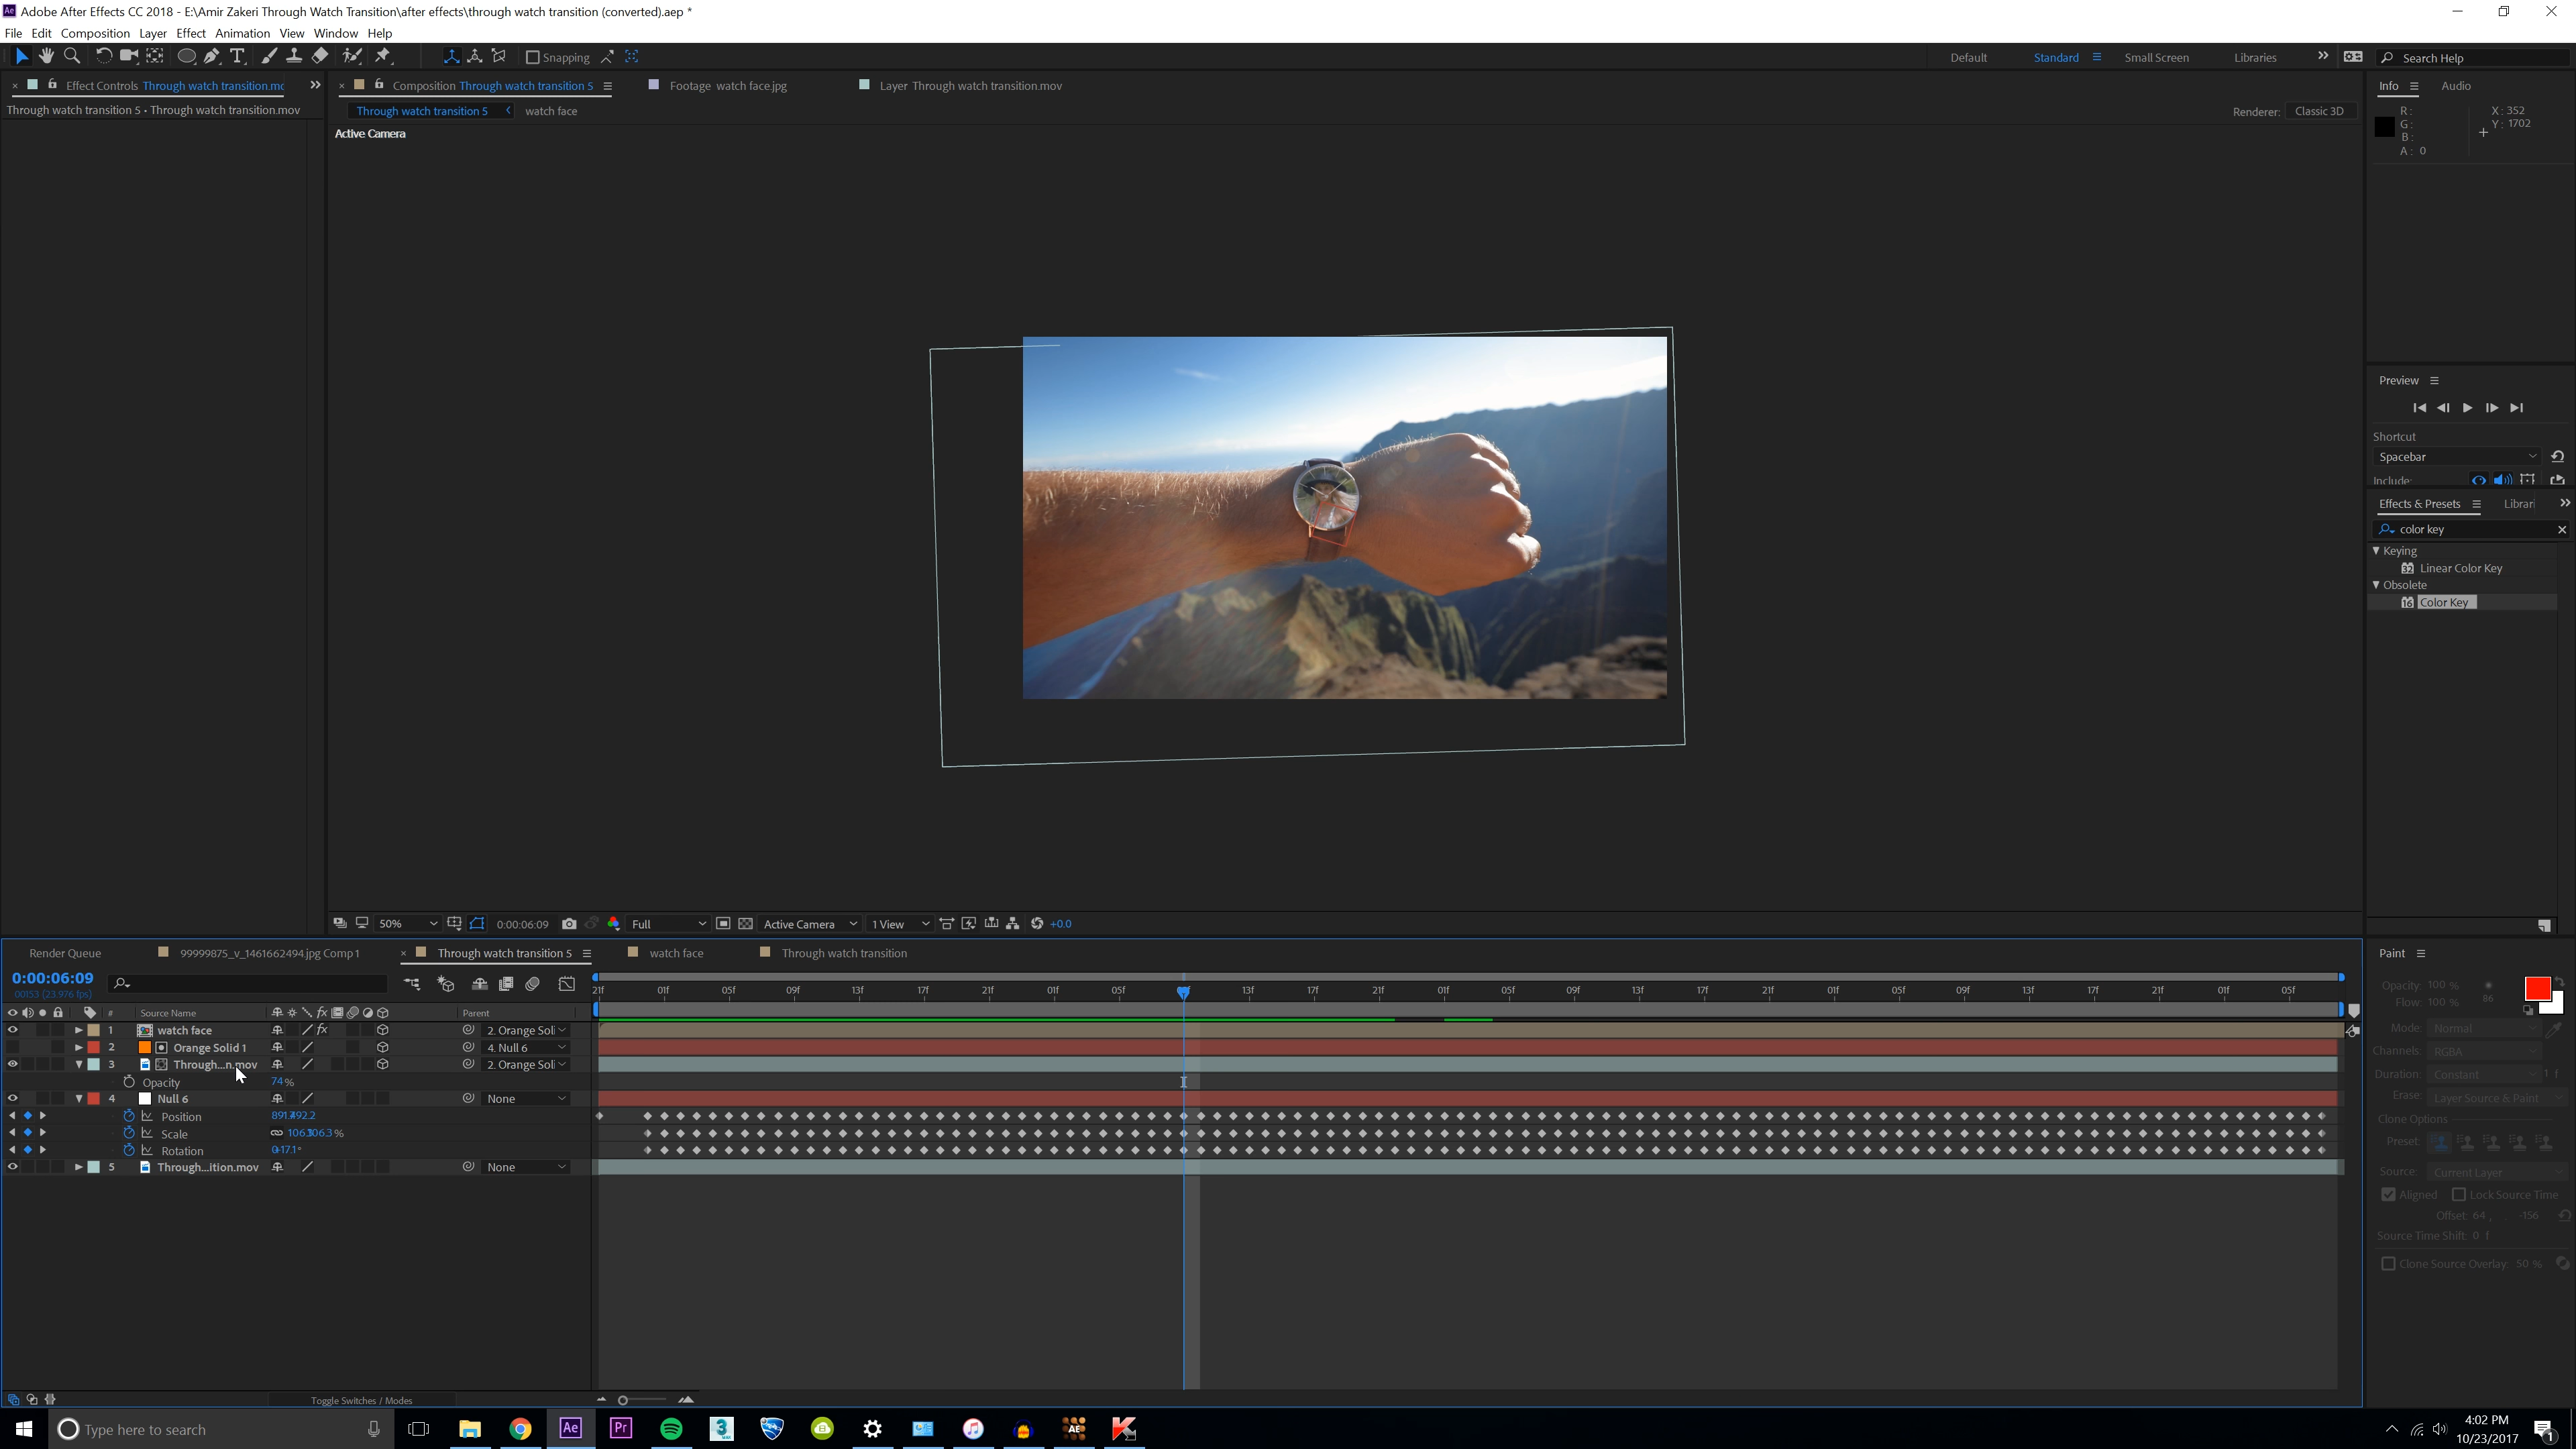 Adobe After Effects CC 2018 - E:\Amir Zakeri Through Watch Transition\after effects\through watch transition (converted).aep *
File Edit Composition Layer Effect Animation View Window Help
Snapping Default Standard Small Screen Libraries Search Help
Effect Controls Through watch transition.mo
Composition Through watch transition 5 Footage watch face.jpg Layer Through watch transition.mov
Info Audio
Through watch transition 5 • Through watch transition.mov
Through watch transition 5 watch face
Renderer: Classic 3D
Active Camera
R:
G:
B:
A: 0
X: 352
Y: 1702
Preview
Shortcut
Spacebar
Include:
Effects & Presets Librari
color key
Keying
32 Linear Color Key
Obsolete
16 Color Key
50% 0:00:06:09 Full Active Camera 1 View +0.0
Render Queue 99999875_v_1461662494.jpg Comp 1 Through watch transition 5 watch face Through watch transition
0:00:06:09
00153 (23.976 fps)
21f 01f 05f 09f 13f 17f 21f 01f 05f 13f 17f 21f 01f 05f 09f 13f 17f 21f 01f 05f 09f 13f 17f 21f 01f 05f
# Source Name fx Parent
1 watch face fx 2. Orange Soli
2 Orange Solid 1 4. Null 6
3 Through...n.mov 2. Orange Soli
Opacity 74%
4 Null 6 None
Position
Scale
Rotation
5 Through...ition.mov None
Toggle Switches / Modes
Paint
Opacity: 100 %
Flow: 100 %
86
Mode: Normal
Channels: RGBA
Duration: Constant 1 f
Erase: Layer Source & Paint
Clone Options
Preset:
Source: Current Layer
Aligned Lock Source Time
Offset: 64 , -156
Source Time Shift: 0 f
Clone Source Overlay: 50 %
Type here to search
Ae Pr 3 AE
4:02 PM
10/23/2017
1